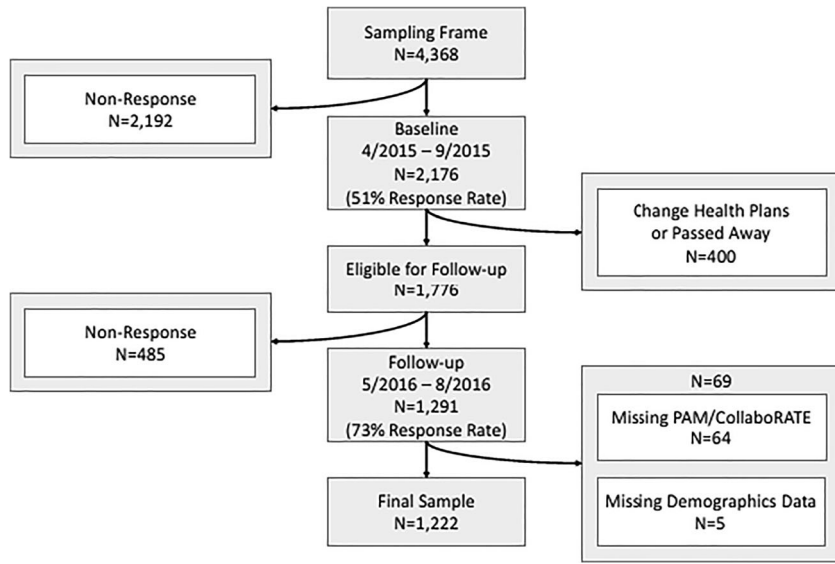 Sampling Frame
N=4,368
Non-Response
N=2,192
Baseline
4/2015 – 9/2015
N=2,176
(51% Response Rate)
Change Health Plans
or Passed Away
N=400
Eligible for Follow-up
N=1,776
Non-Response
N=485
Follow-up
5/2016 – 8/2016
N=1,291
(73% Response Rate)
N=69
Missing PAM/CollaboRATE
N=64
Missing Demographics Data
N=5
Final Sample
N=1,222